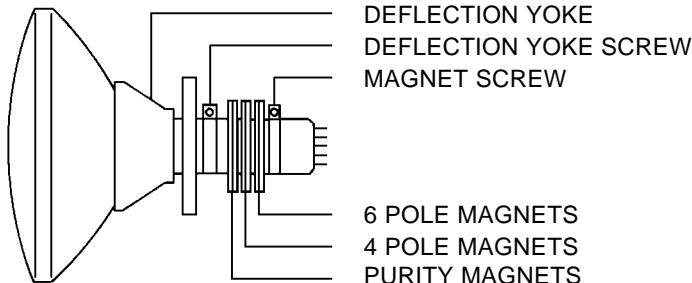 DEFLECTION YOKE
DEFLECTION YOKE SCREW
MAGNET SCREW
6 POLE MAGNETS
4 POLE MAGNETS
PURITY MAGNETS